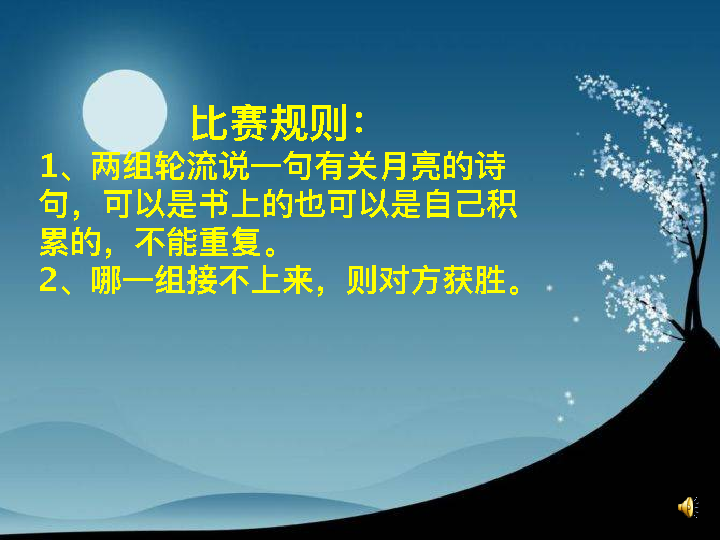 比赛规则：
1、两组轮流说一句有关月亮的诗
句，可以是书上的也可以是自己积
累的，不能重复。
2、哪一组接不上来，则对方获胜。